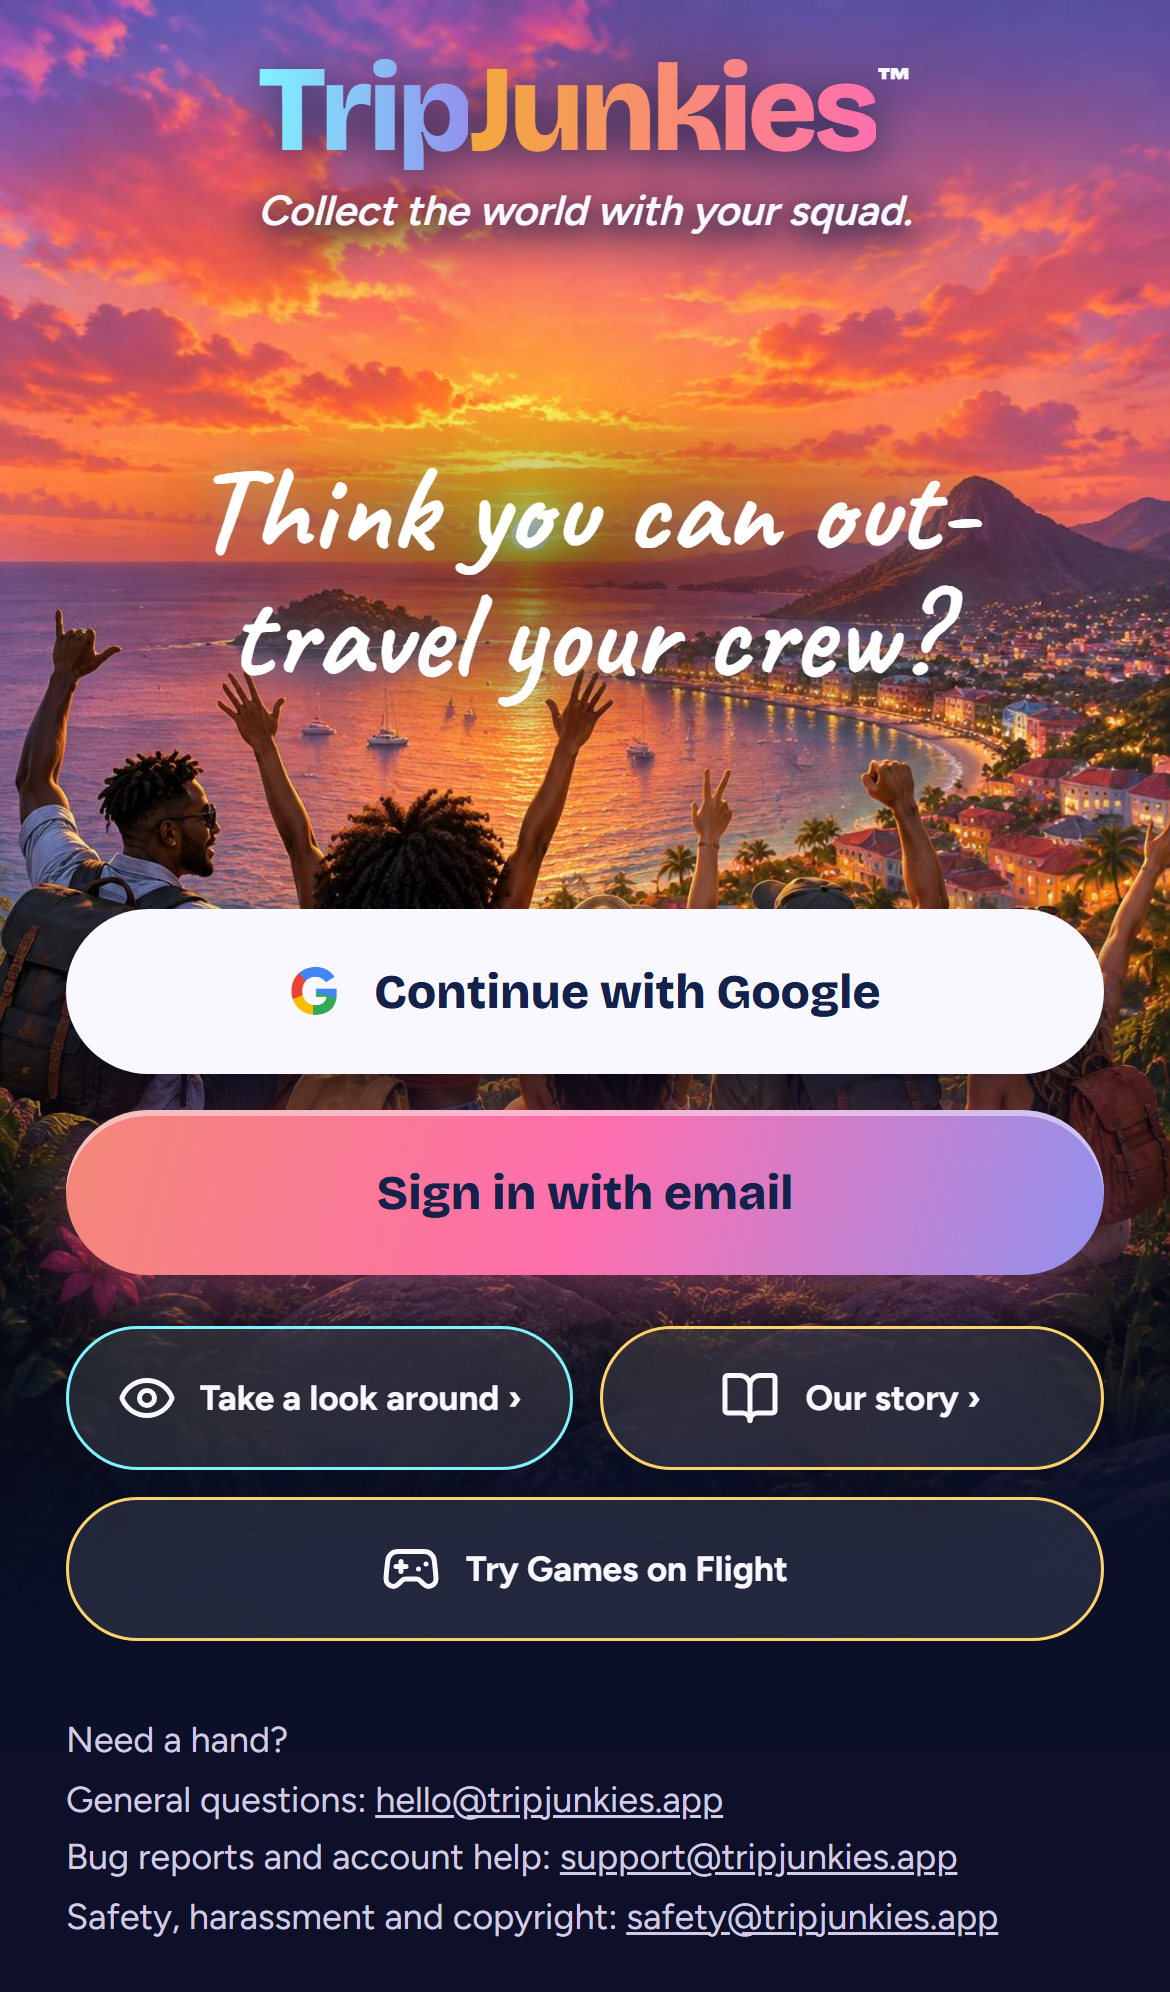 TripJunkies™
Collect the world with your squad.
Think you can out-
travel your crew?
Continue with Google
Sign in with email
Take a look around ›
Our story ›
Try Games on Flight
Need a hand?
General questions: hello@tripjunkies.app
Bug reports and account help: support@tripjunkies.app
Safety, harassment and copyright: safety@tripjunkies.app